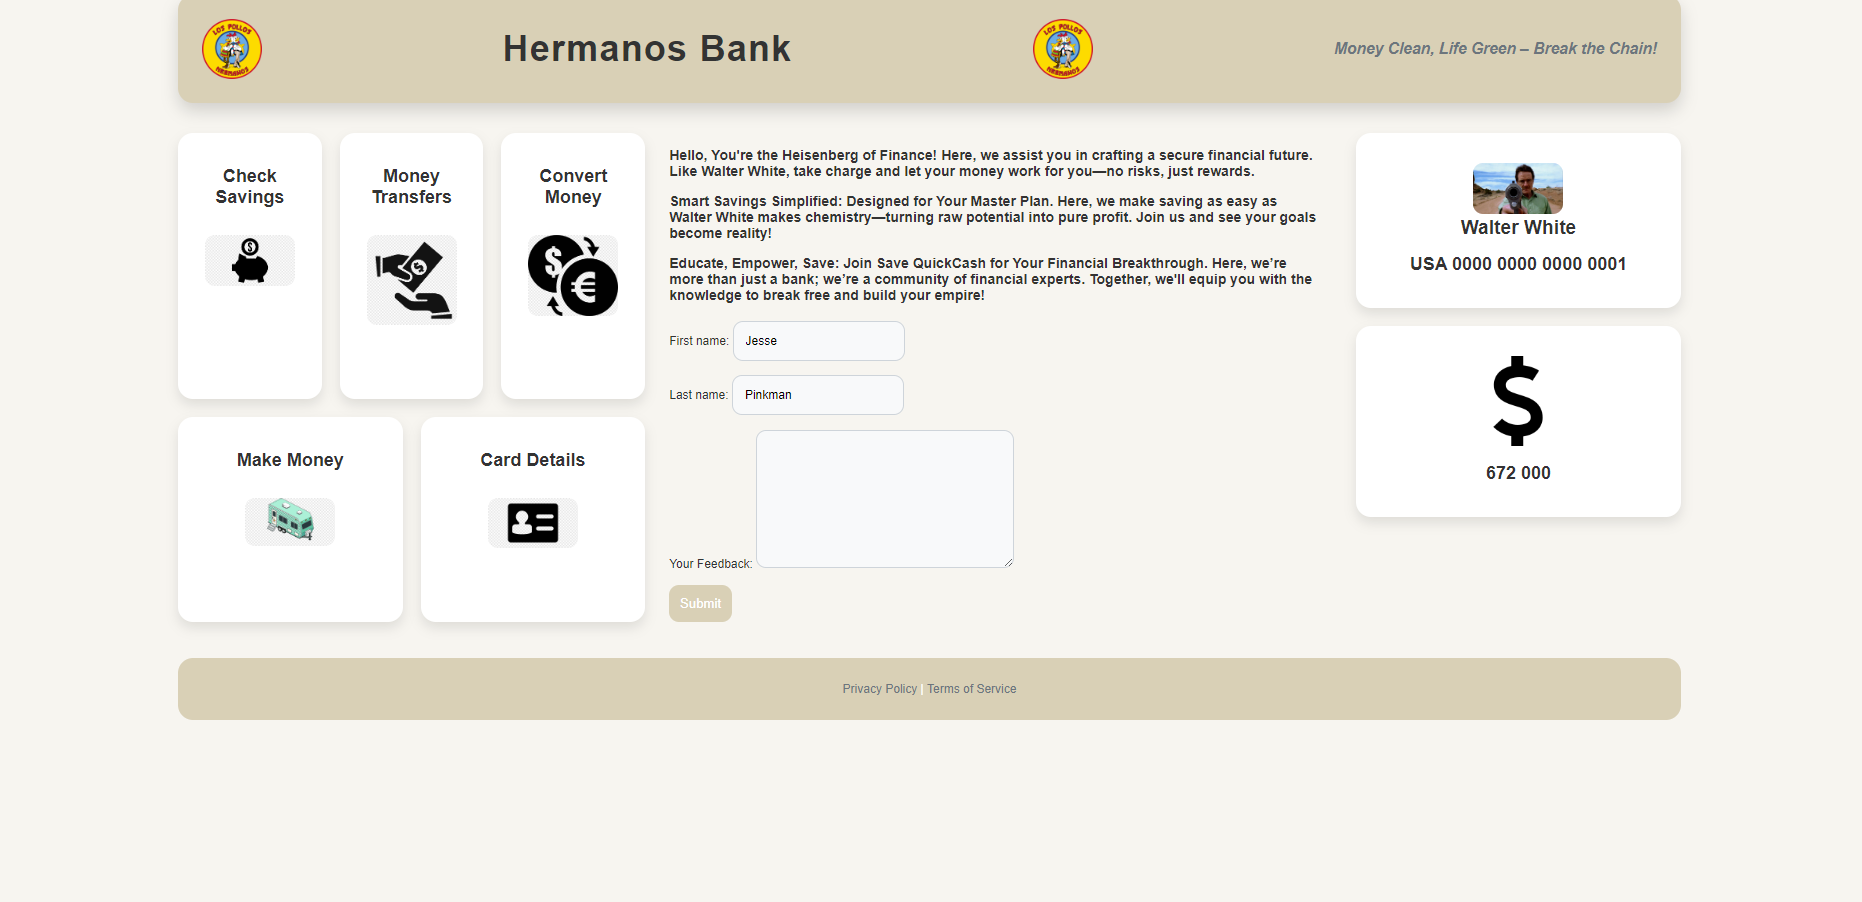 LOS POLLOS
HERMANOS
Hermanos Bank
LOS POLLOS
HERMANOS
Money Clean, Life Green – Break the Chain!
Check
Savings
Money
Transfers
Convert
Money
Make Money
Card Details
Hello, You're the Heisenberg of Finance! Here, we assist you in crafting a secure financial future.
Like Walter White, take charge and let your money work for you—no risks, just rewards.
Smart Savings Simplified: Designed for Your Master Plan. Here, we make saving as easy as
Walter White makes chemistry—turning raw potential into pure profit. Join us and see your goals
become reality!
Educate, Empower, Save: Join Save QuickCash for Your Financial Breakthrough. Here, we’re
more than just a bank; we’re a community of financial experts. Together, we'll equip you with the
knowledge to break free and build your empire!
First name: Jesse
Last name: Pinkman
Your Feedback:
Submit
Walter White
USA 0000 0000 0000 0001
$
672 000
Privacy Policy | Terms of Service